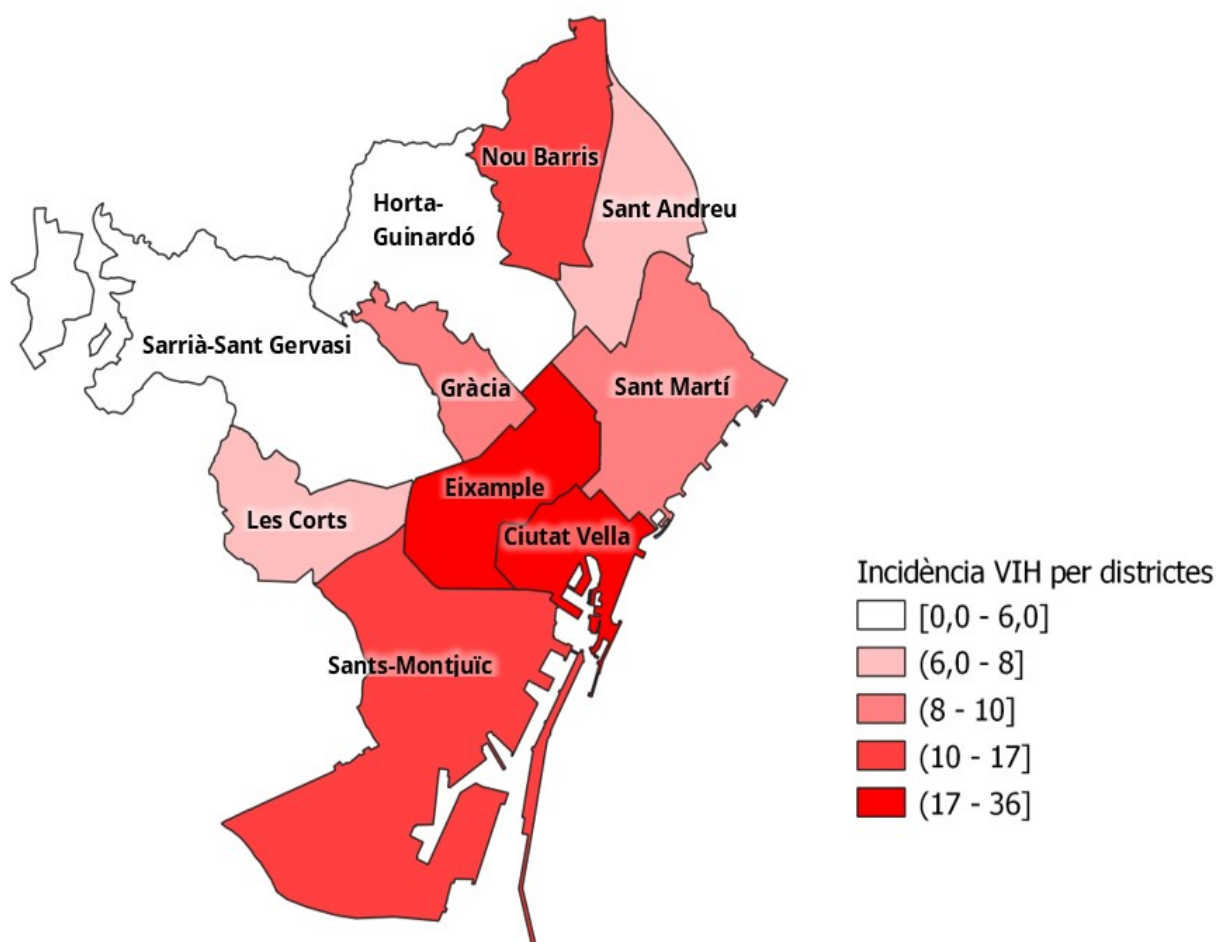 Nou Barris
Horta-
Guinardó
Sant Andreu
Sarrià-Sant Gervasi
Gràcia
Sant Martí
Eixample
Les Corts
Ciutat Vella
Sants-Montjuïc
Incidència VIH per districtes
[0,0 - 6,0]
(6,0 - 8]
(8 - 10]
(10 - 17]
(17 - 36]